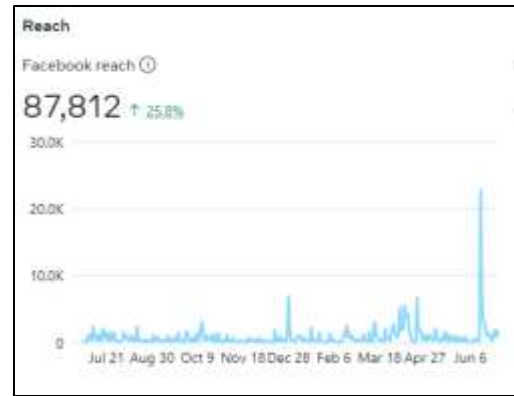 Reach
Facebook reach ⓘ
87,812 ↑ 25.8%
30.0K
20.0K
10.0K
0
Jul 21 Aug 30 Oct 9 Nov 18 Dec 28 Feb 6 Mar 18 Apr 27 Jun 6